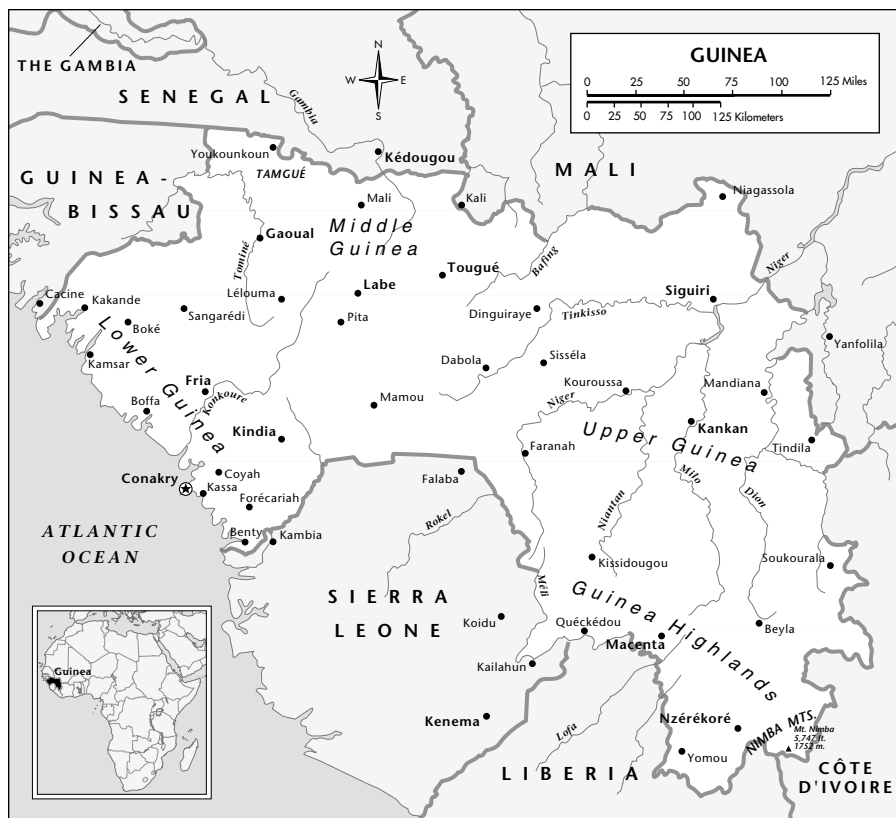 THE GAMBIA
SENEGAL
Gambia
N
W E
S
GUINEA
0 25 50 75 100 125 Miles
0 25 50 75 100 125 Kilometers
Youkounkoun
TAMGUÉ
Kédougou
MALI
GUINEA-
BISSAU
Mali
Kali
Niagassola
Middle
Guinea
Gaoual
Tominé
Bafing
Niger
Tougué
Labe
Siguiri
Cacine
Kakande
Lélouma
Sangarédi
Boké
Pita
Dinguiraye
Tinkisso
Yanfolila
Lower Guinea
Kamsar
Dabola
Sisséla
Fria
Konkoure
Kouroussa
Mandiana
Boffa
Mamou
Niger
Kankan
Kindia
Upper Guinea
Tindila
Faranah
Coyah
Conakry
Kassa
Falaba
Milo
Dion
Forécariah
Rokel
Niantan
ATLANTIC
OCEAN
Benty
Kambia
Kissidougou
Soukourala
Méli
SIERRA
LEONE
Guinea Highlands
Koidu
Quéckédou
Beyla
Macenta
Kailahun
Guinea
Kenema
Lofa
Nzérékoré
NIMBA MTS.
Mt. Nimba
5,747 ft.
1752 m.
Yomou
LIBERIA
CÔTE
D'IVOIRE